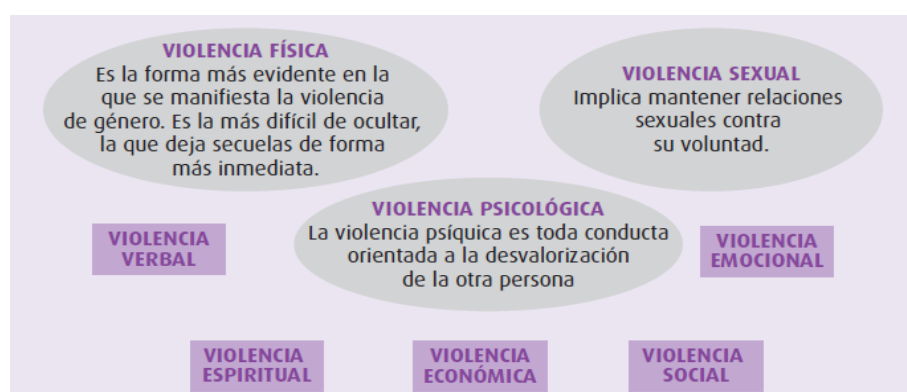 VIOLENCIA FÍSICA
Es la forma más evidente en la
que se manifiesta la violencia
de género. Es la más difícil de ocultar,
la que deja secuelas de forma
más inmediata.
VIOLENCIA SEXUAL
Implica mantener relaciones
sexuales contra
su voluntad.
VIOLENCIA PSICOLÓGICA
La violencia psíquica es toda conducta
orientada a la desvalorización
de la otra persona
VIOLENCIA
VERBAL
VIOLENCIA
EMOCIONAL
VIOLENCIA
ESPIRITUAL
VIOLENCIA
ECONÓMICA
VIOLENCIA
SOCIAL